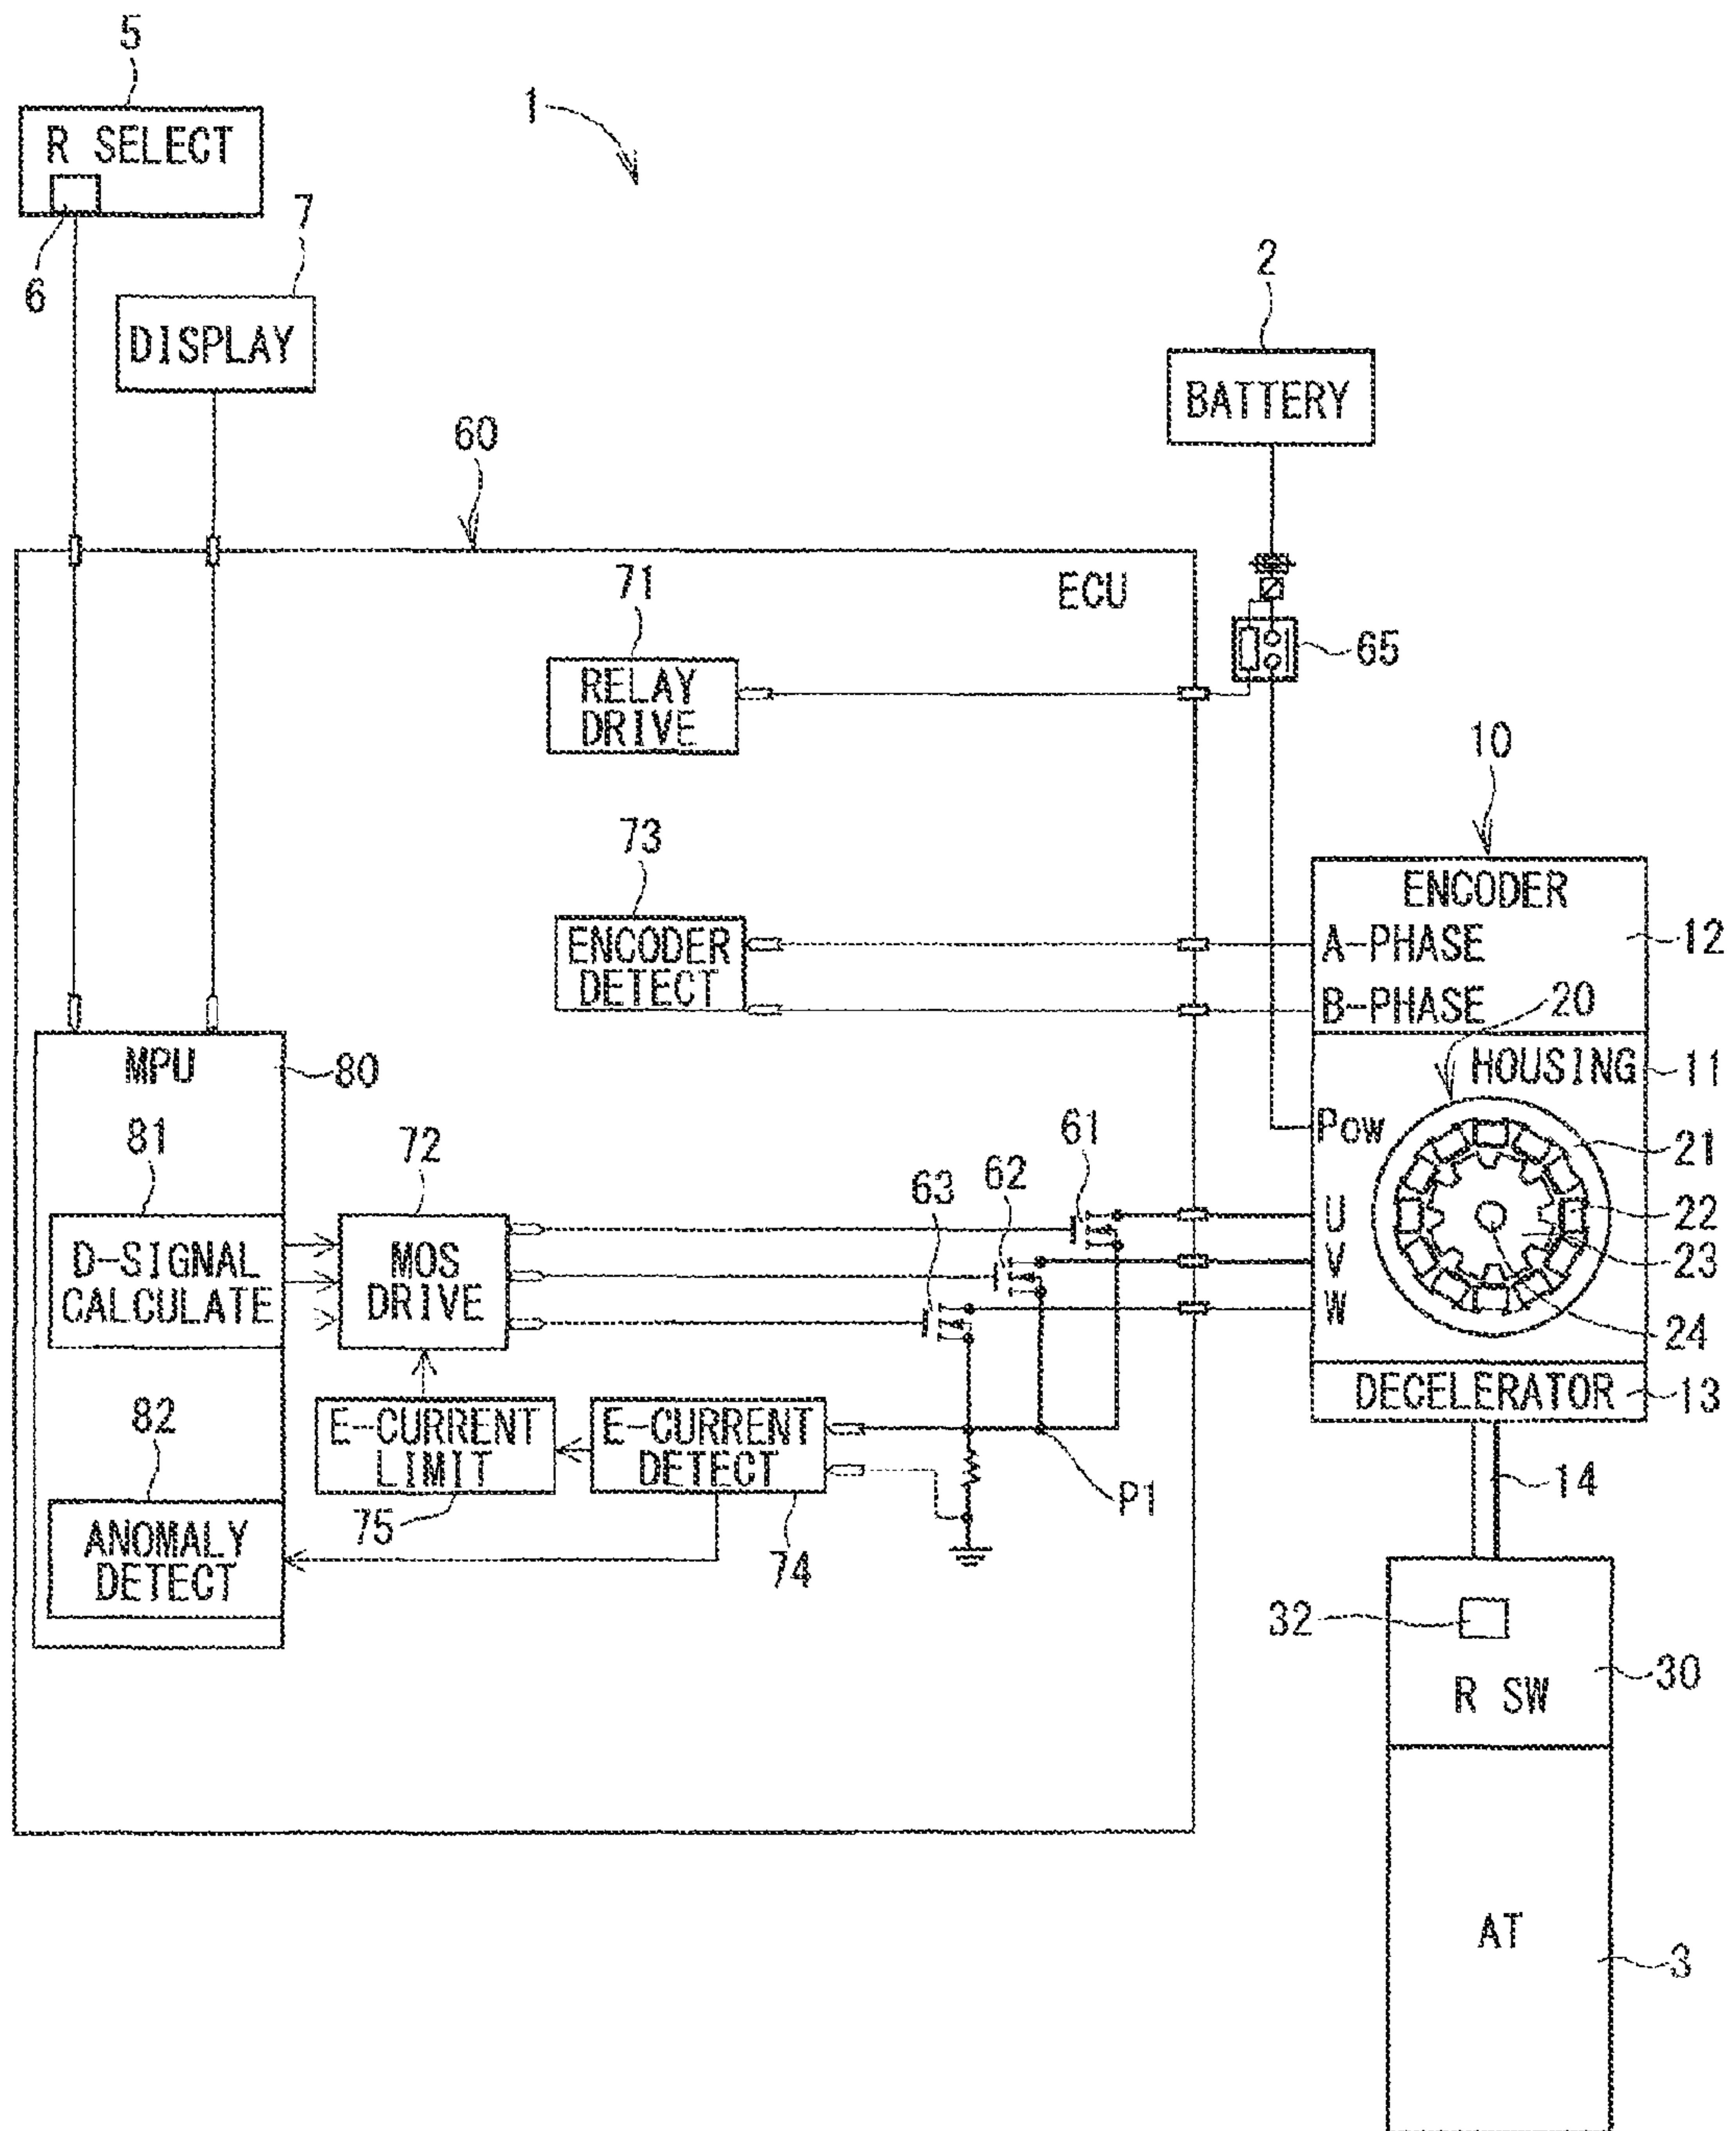 5
1
R SELECT
6
7
DISPLAY
2
BATTERY
60
ECU
71
RELAY
DRIVE
65
10
73
ENCODER
DETECT
ENCODER
A-PHASE
B-PHASE
12
20
HOUSING
11
MPU
80
Pow
21
22
23
24
U
V
W
81
D-SIGNAL
CALCULATE
72
MOS
DRIVE
63
62
61
DECELERATOR
13
82
ANOMALY
DETECT
E-CURRENT
LIMIT
75
E-CURRENT
DETECT
74
P1
14
32
R SW
30
AT
3